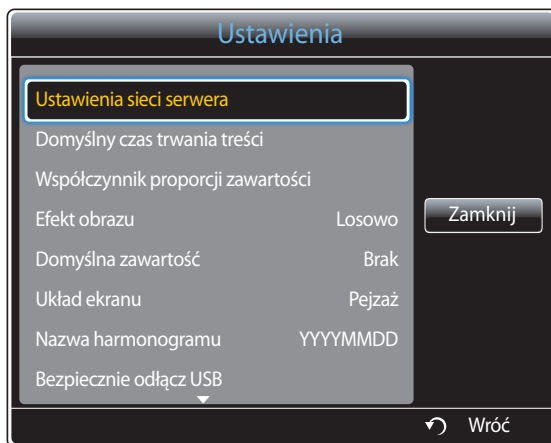 Ustawienia
Ustawienia sieci serwera
Domyślny czas trwania treści
Współczynnik proporcji zawartości
Efekt obrazu Losowo
Domyślna zawartość Brak
Układ ekranu Pejzaż
Nazwa harmonogramu YYYYMMDD
Bezpiecznie odłącz USB
Zamknij
Wróć